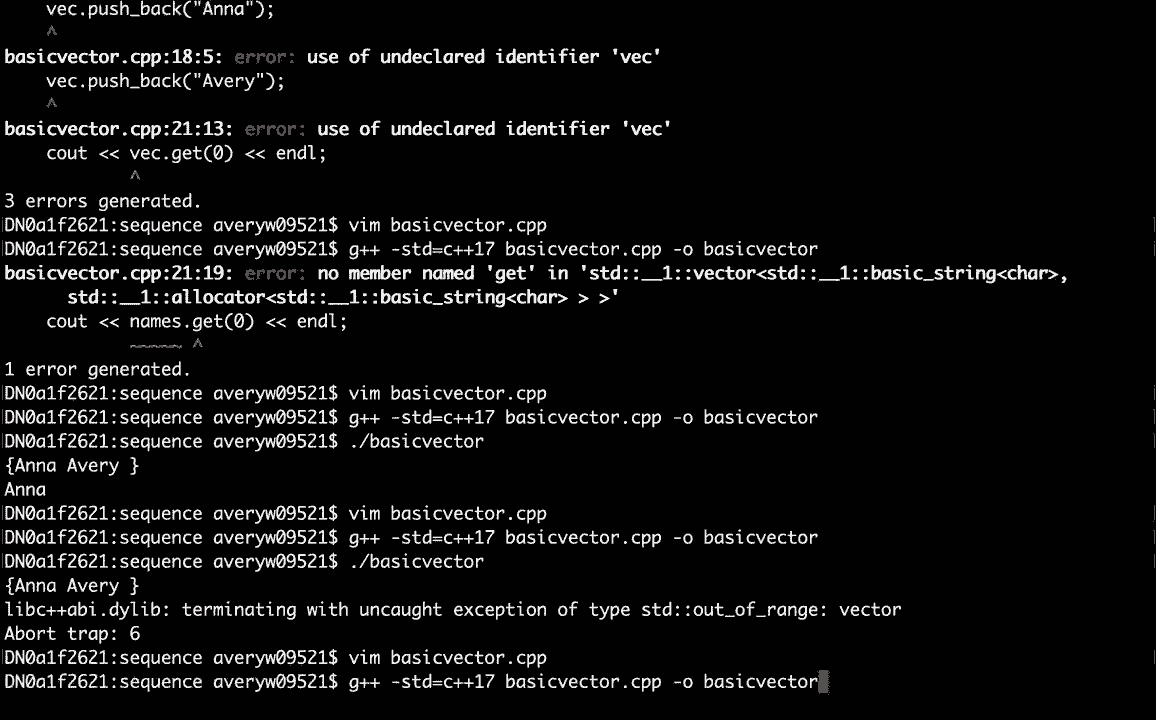 vec.push_back("Anna");
^
basicvector.cpp:18:5: error: use of undeclared identifier 'vec'
vec.push_back("Avery");
^
basicvector.cpp:21:13: error: use of undeclared identifier 'vec'
cout << vec.get(0) << endl;
^
3 errors generated.
DN0a1f2621:sequence averyw09521$ vim basicvector.cpp
DN0a1f2621:sequence averyw09521$ g++ -std=c++17 basicvector.cpp -o basicvector
basicvector.cpp:21:19: error: no member named 'get' in 'std::__1::vector<std::__1::basic_string<char>,
std::__1::allocator<std::__1::basic_string<char> > >'
cout << names.get(0) << endl;
~~~~~ ^
1 error generated.
DN0a1f2621:sequence averyw09521$ vim basicvector.cpp
DN0a1f2621:sequence averyw09521$ g++ -std=c++17 basicvector.cpp -o basicvector
DN0a1f2621:sequence averyw09521$ ./basicvector
{Anna Avery }
Anna
DN0a1f2621:sequence averyw09521$ vim basicvector.cpp
DN0a1f2621:sequence averyw09521$ g++ -std=c++17 basicvector.cpp -o basicvector
DN0a1f2621:sequence averyw09521$ ./basicvector
{Anna Avery }
libc++abi.dylib: terminating with uncaught exception of type std::out_of_range: vector
Abort trap: 6
DN0a1f2621:sequence averyw09521$ vim basicvector.cpp
DN0a1f2621:sequence averyw09521$ g++ -std=c++17 basicvector.cpp -o basicvector